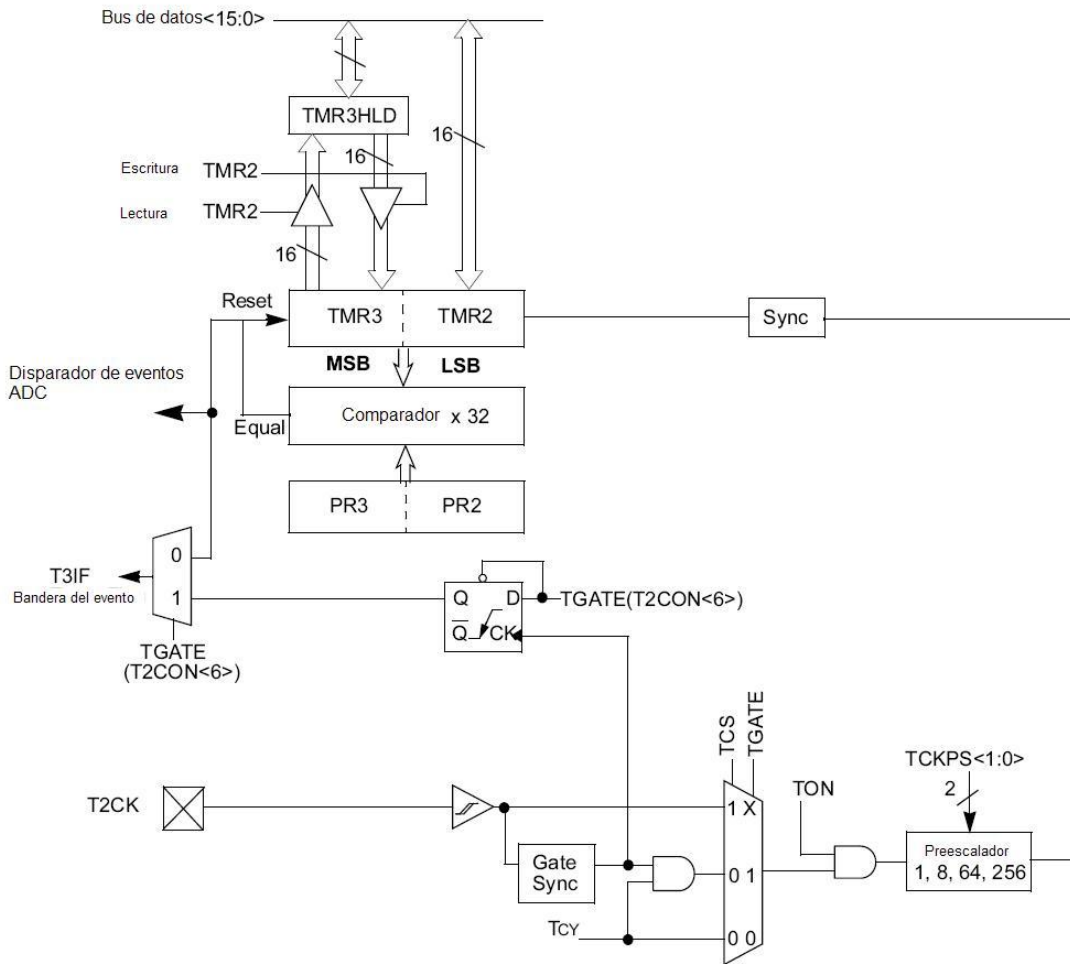 Bus de datos<15:0>
TMR3HLD
16
16
Escritura TMR2
Lectura TMR2
16
Reset
TMR3 TMR2
Sync
MSB LSB
Disparador de eventos
ADC
Equal
Comparador x 32
PR3 PR2
0
1
T3IF
Bandera del evento
Q D
Q CK
TGATE(T2CON<6>)
TGATE
(T2CON<6>)
TCS
TGATE
TCKPS<1:0>
2
TON
T2CK
1 X
Preescalador
1, 8, 64, 256
Gate
Sync
0 1
TCY
0 0